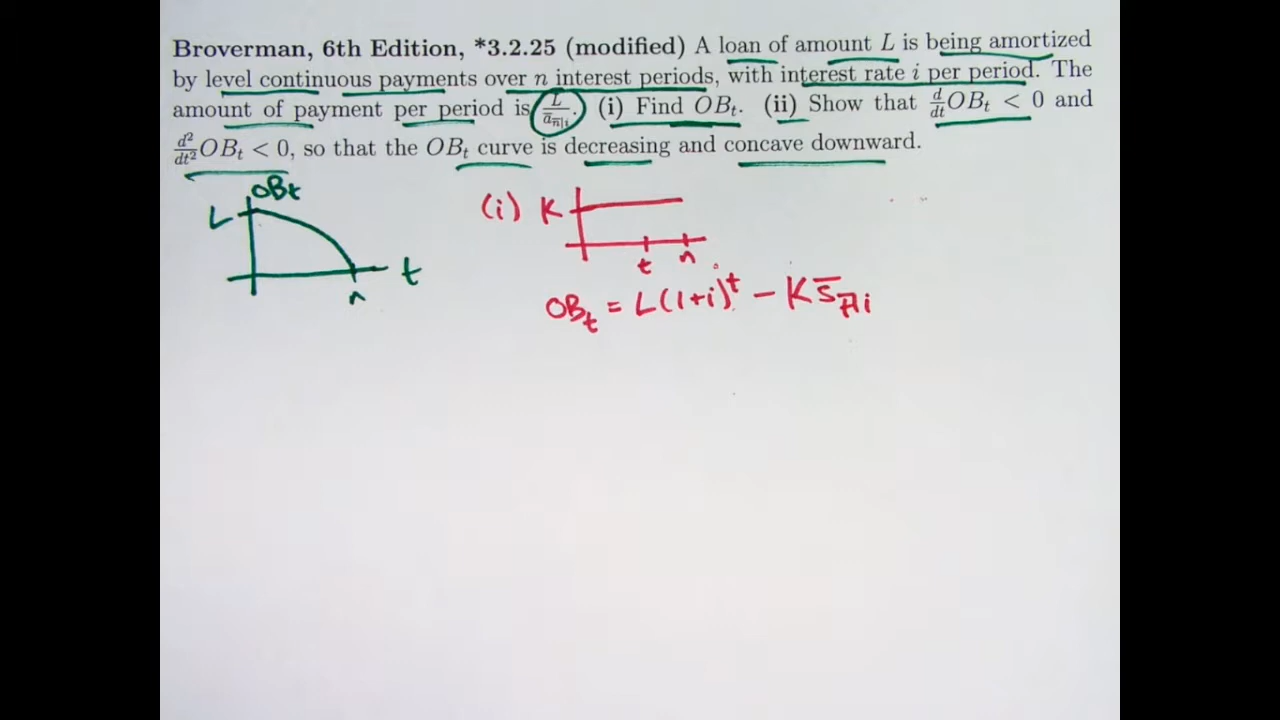 Broverman, 6th Edition, *3.2.25 (modified) A loan of amount L is being amortized
by level continuous payments over n interest periods, with interest rate i per period. The
amount of payment per period is L/a̅_n̅|i. (i) Find OB_t. (ii) Show that d/dt OB_t < 0 and
d²/dt² OB_t < 0, so that the OB_t curve is decreasing and concave downward.
OB_t
L
t
n
(i) K
t n
OB_t = L(1+i)^t − K s̅_t̅|i